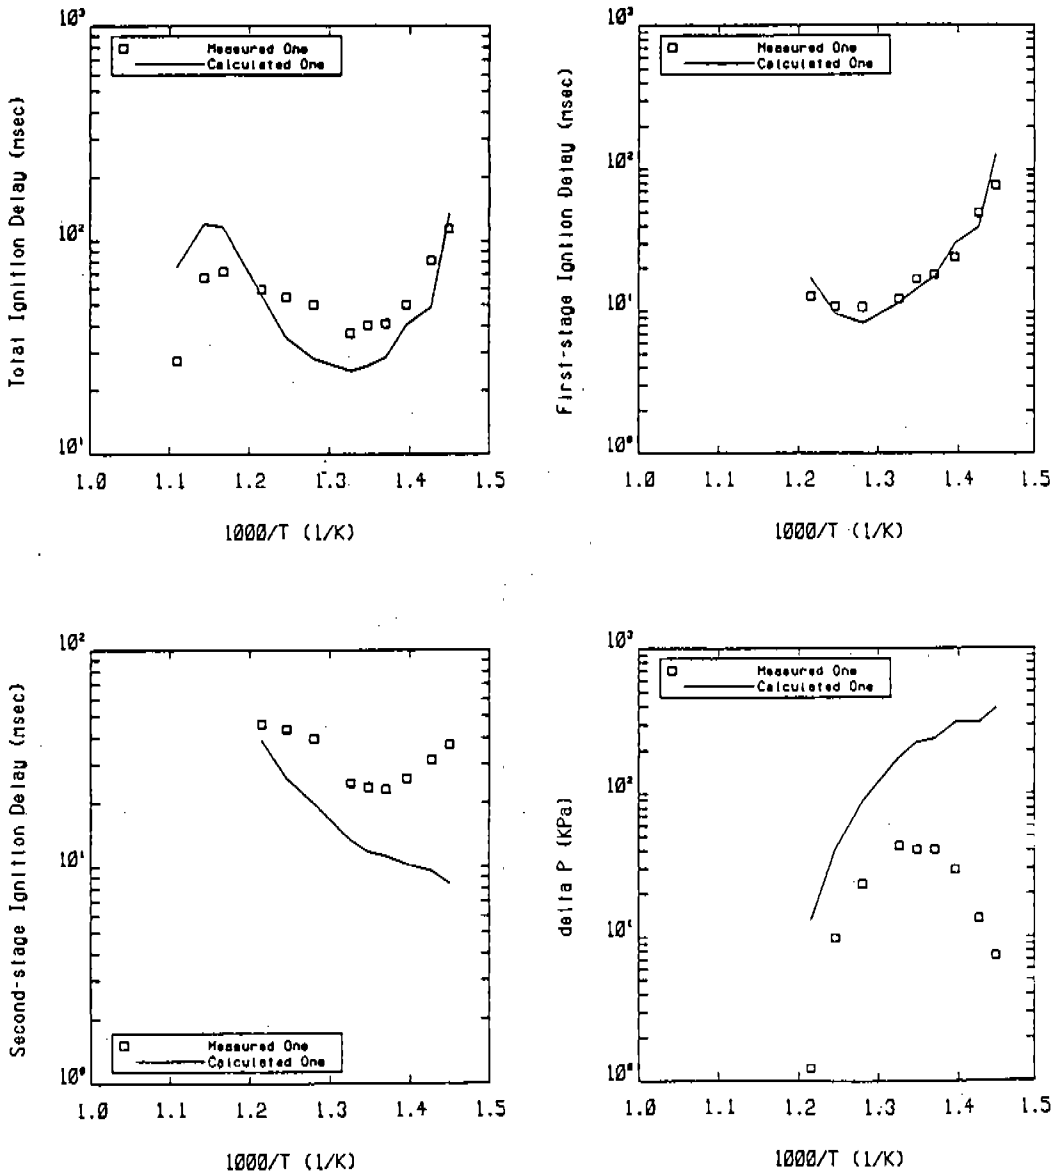 10³
Measured One
Calculated One
10²
10¹
Total Ignition Delay (msec)
1.0 1.1 1.2 1.3 1.4 1.5
1000/T (1/K)
10³
Measured One
Calculated One
10²
10¹
10⁰
First-stage Ignition Delay (msec)
1.0 1.1 1.2 1.3 1.4 1.5
1000/T (1/K)
10²
10¹
10⁰
Second-stage Ignition Delay (msec)
Measured One
Calculated One
1.0 1.1 1.2 1.3 1.4 1.5
1000/T (1/K)
10³
Measured One
Calculated One
10²
10¹
10⁰
delta P (KPa)
1.0 1.1 1.2 1.3 1.4 1.5
1000/T (1/K)